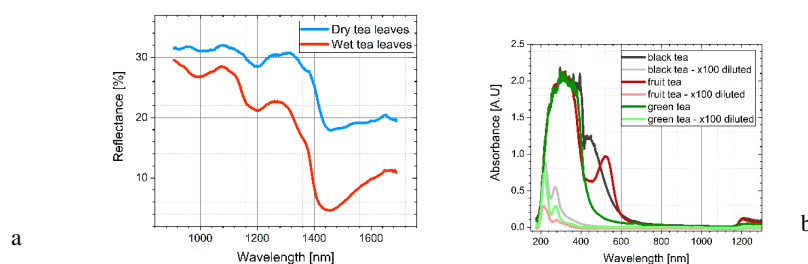 Dry tea leaves
Wet tea leaves
30
20
10
Reflectance [%]
1000 1200 1400 1600
Wavelength [nm]
a
2.5
2.0
1.5
1.0
0.5
0.0
Absorbance [A.U]
black tea
black tea - x100 diluted
fruit tea
fruit tea - x100 diluted
green tea
green tea - x100 diluted
200 400 600 800 1000 1200
Wavelength [nm]
b